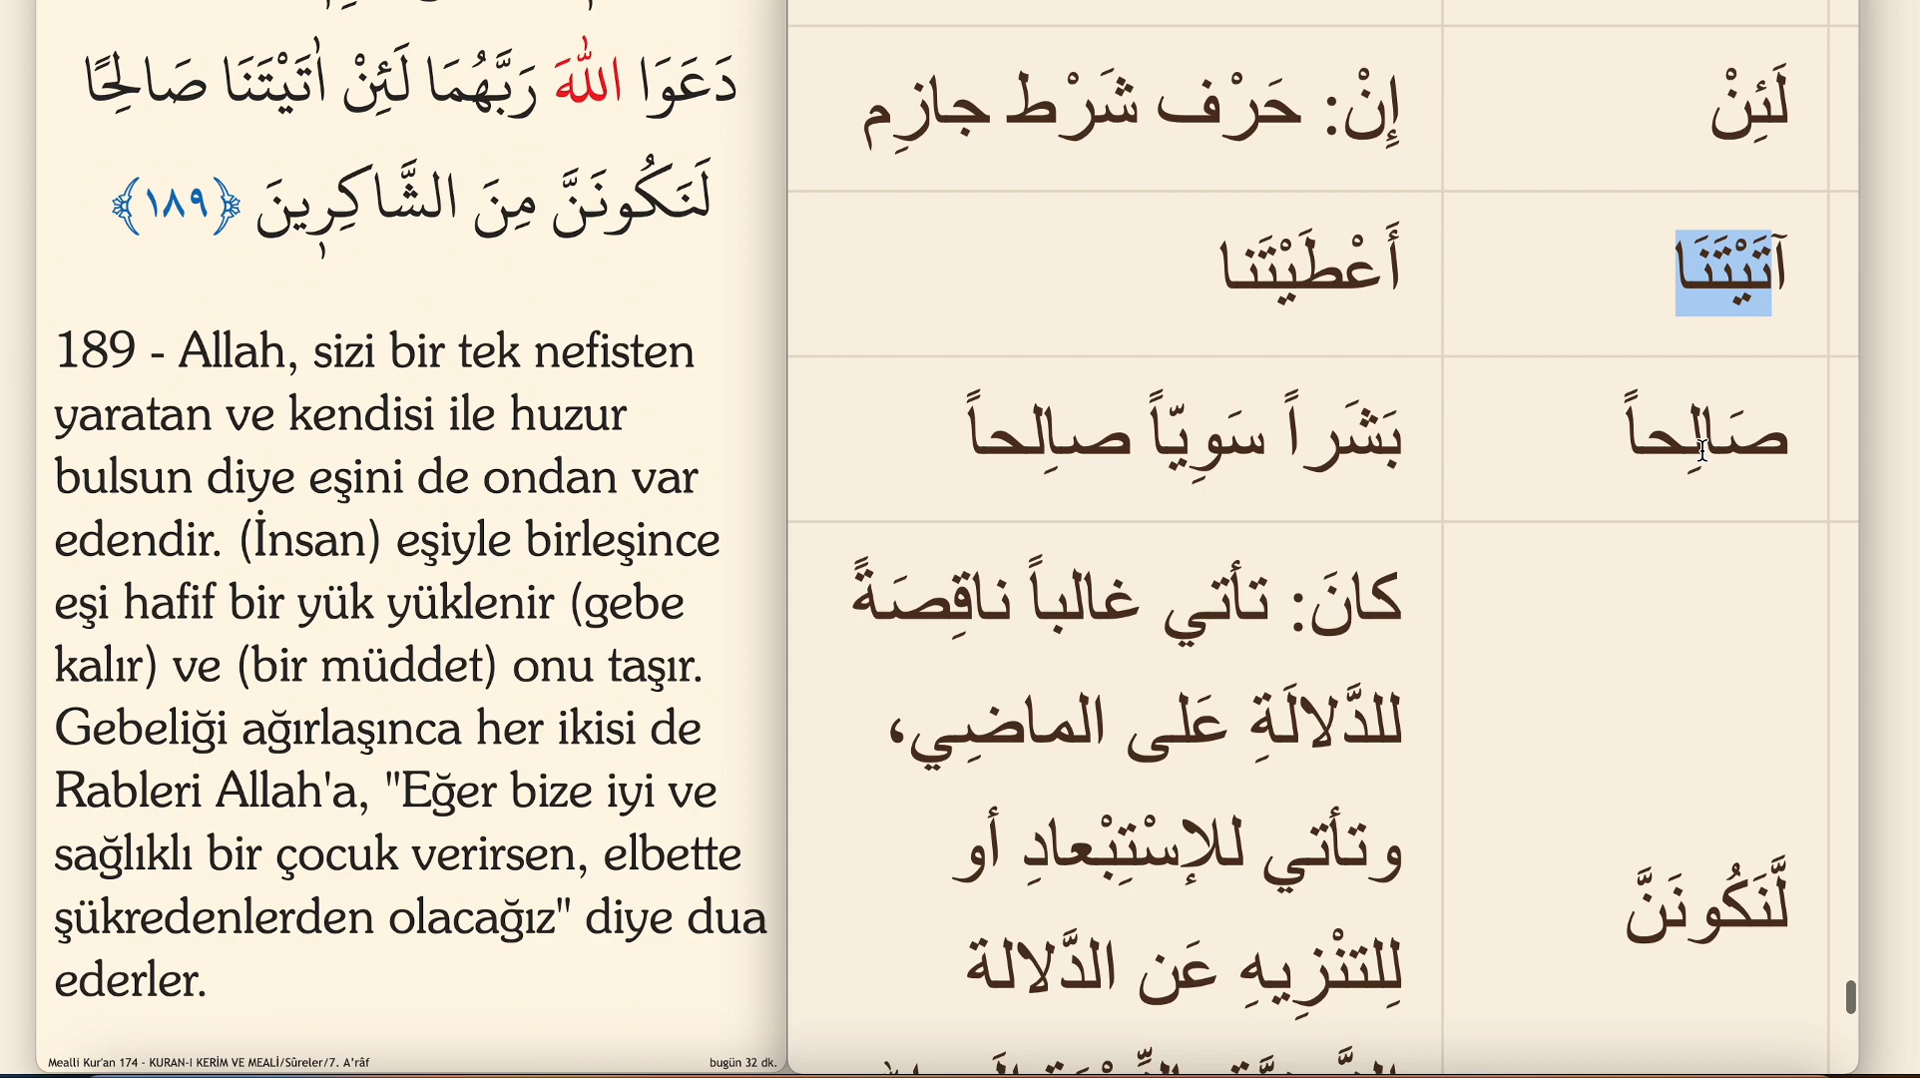 دَعَوَا اللّٰهَ رَبَّهُمَا لَئِنْ اٰتَيْتَنَا صَالِحًا
لَنَكُونَنَّ مِنَ الشَّاكِرٖينَ ﴿١٨٩﴾
189 - Allah, sizi bir tek nefisten
yaratan ve kendisi ile huzur
bulsun diye eşini de ondan var
edendir. (İnsan) eşiyle birleşince
eşi hafif bir yük yüklenir (gebe
kalır) ve (bir müddet) onu taşır.
Gebeliği ağırlaşınca her ikisi de
Rableri Allah'a, "Eğer bize iyi ve
sağlıklı bir çocuk verirsen, elbette
şükredenlerden olacağız" diye dua
ederler.
Mealli Kur'an 174 - KURAN-I KERİM VE MEALİ/Sûreler/7. A'râf
bugün 32 dk.
لَئِنْ
إِنْ: حَرْف شَرْط جازِم
آتَيْتَنَا
أَعْطَيْتَنا
صَالِحاً
بَشَراً سَوِيّاً صالِحاً
لَّنَكُونَنَّ
كانَ: تأتي غالباً ناقِصَةً
للدَّلالَةِ عَلى الماضِي،
وتأتي للإسْتِبْعادِ أو
لِلتنْزِيهِ عَن الدَّلالة